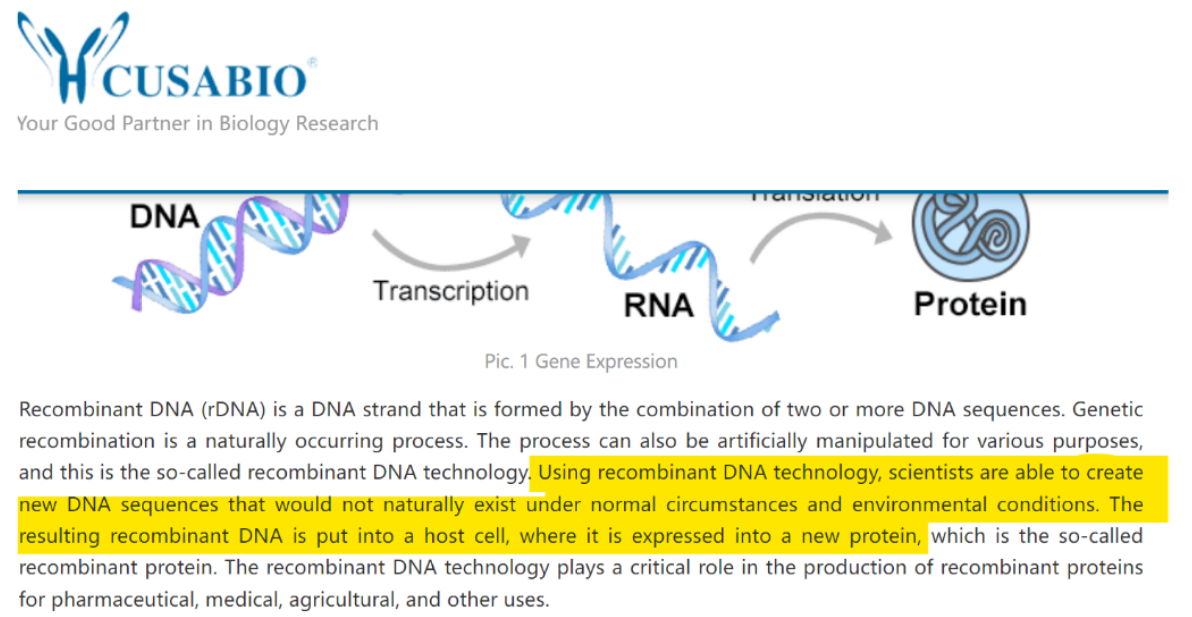 CUSABIO®
Your Good Partner in Biology Research
Translation
DNA
Transcription
RNA
Protein
Pic. 1 Gene Expression
Recombinant DNA (rDNA) is a DNA strand that is formed by the combination of two or more DNA sequences. Genetic
recombination is a naturally occurring process. The process can also be artificially manipulated for various purposes,
and this is the so-called recombinant DNA technology. Using recombinant DNA technology, scientists are able to create
new DNA sequences that would not naturally exist under normal circumstances and environmental conditions. The
resulting recombinant DNA is put into a host cell, where it is expressed into a new protein, which is the so-called
recombinant protein. The recombinant DNA technology plays a critical role in the production of recombinant proteins
for pharmaceutical, medical, agricultural, and other uses.